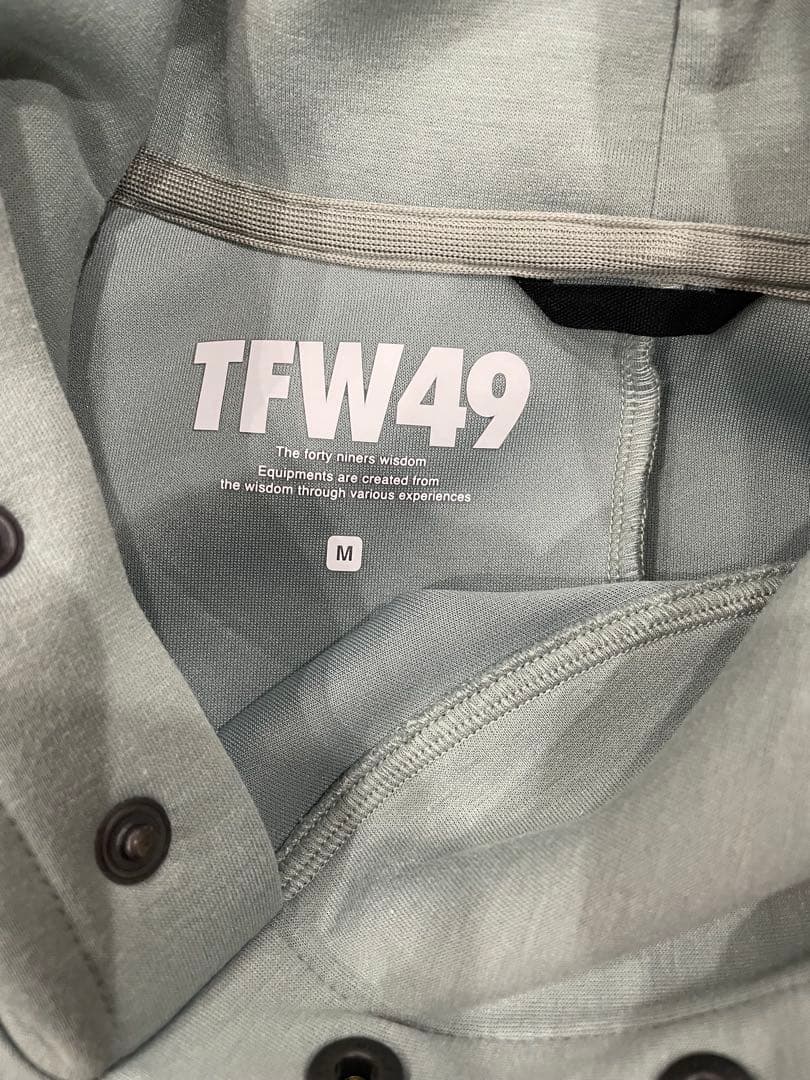 TFW49
The forty niners wisdom
Equipments are created from
the wisdom through various experiences
M